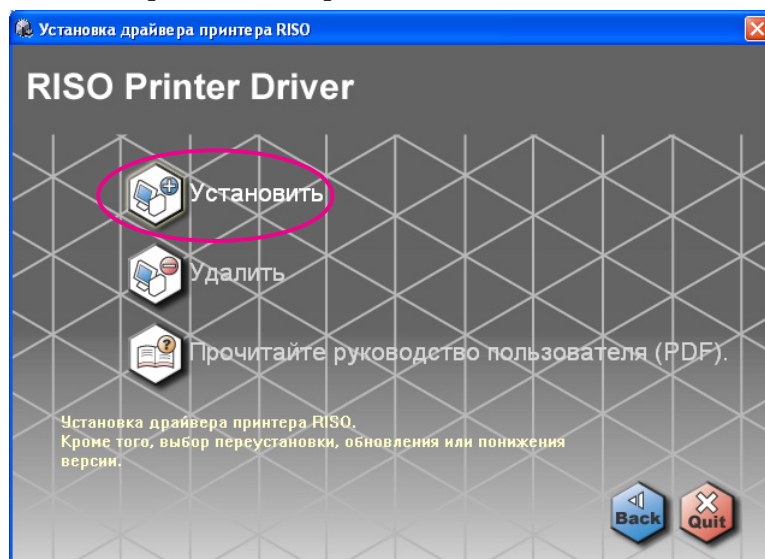 Установка драйвера принтера RISO
RISO Printer Driver
Установить
Удалить
Прочитайте руководство пользователя (PDF).
Установка драйвера принтера RISO.
Кроме того, выбор переустановки, обновления или понижения
версии.
Back
Quit